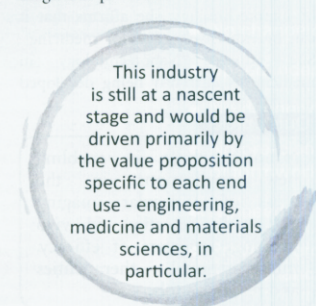 This industry
is still at a nascent
stage and would be
driven primarily by
the value proposition
specific to each end
use - engineering,
medicine and materials
sciences, in
particular.